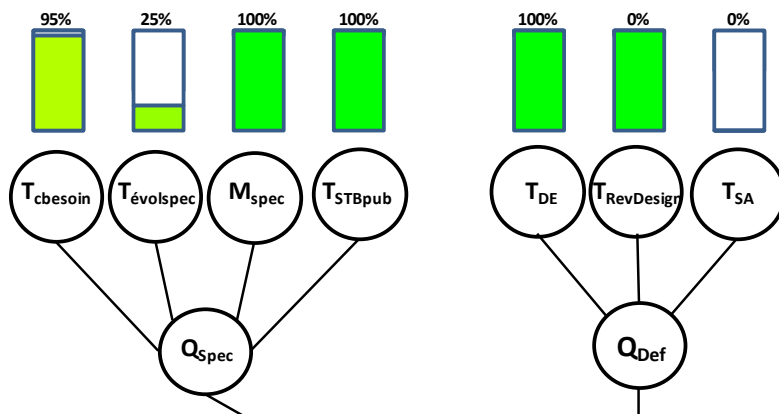 95% 25% 100% 100% 100% 0% 0%
Tcbesoin Tévolspec Mspec TSTBpub TDE TRevDesign TSA
QSpec QDef